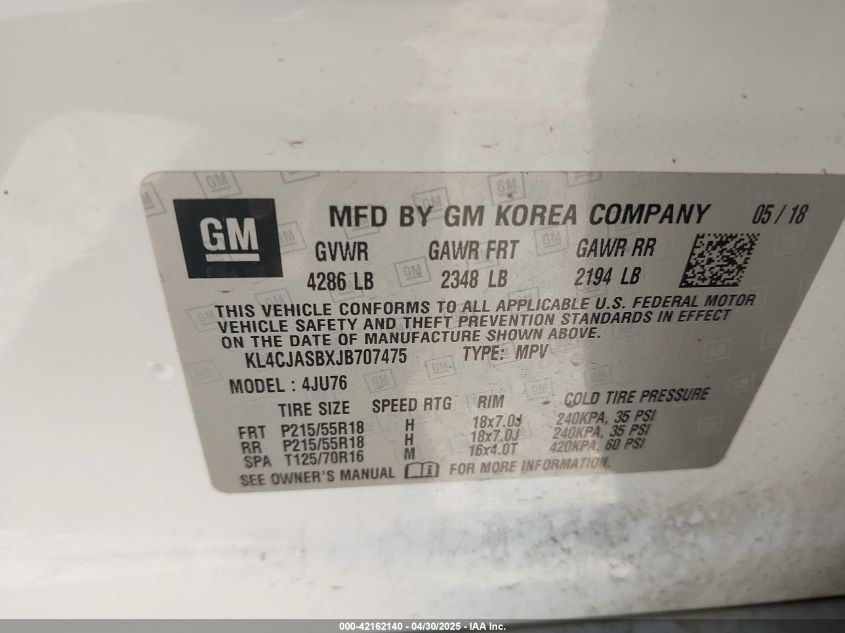 GM
MFD BY GM KOREA COMPANY 05/18
GVWR GAWR FRT GAWR RR
4286 LB 2348 LB 2194 LB
THIS VEHICLE CONFORMS TO ALL APPLICABLE U.S. FEDERAL MOTOR
VEHICLE SAFETY AND THEFT PREVENTION STANDARDS IN EFFECT
ON THE DATE OF MANUFACTURE SHOWN ABOVE.
KL4CJASBXJB707475 TYPE: MPV
MODEL: 4JU76
TIRE SIZE SPEED RTG RIM COLD TIRE PRESSURE
FRT P215/55R18 H 18x7.0J 240KPA, 35 PSI
RR P215/55R18 H 18x7.0J 240KPA, 35 PSI
SPA T125/70R16 M 16x4.0T 420KPA, 60 PSI
SEE OWNER'S MANUAL FOR MORE INFORMATION.
000-42162140 - 04/30/2025 - IAA Inc.